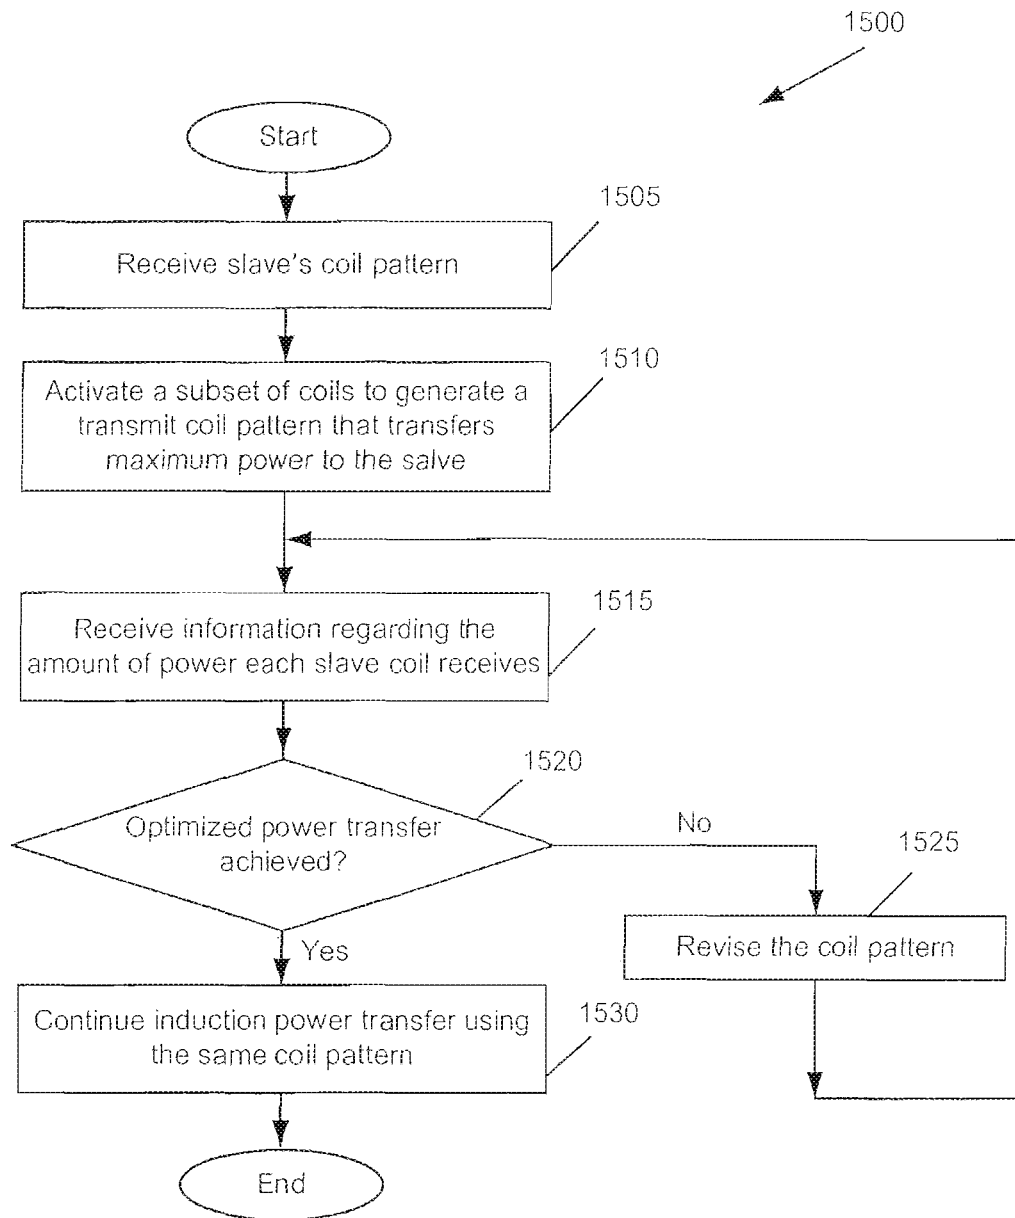 1500
Start
1505
Receive slave's coil pattern
1510
Activate a subset of coils to generate a
transmit coil pattern that transfers
maximum power to the salve
1515
Receive information regarding the
amount of power each slave coil receives
1520
Optimized power transfer
achieved?
No
1525
Revise the coil pattern
Yes
1530
Continue induction power transfer using
the same coil pattern
End